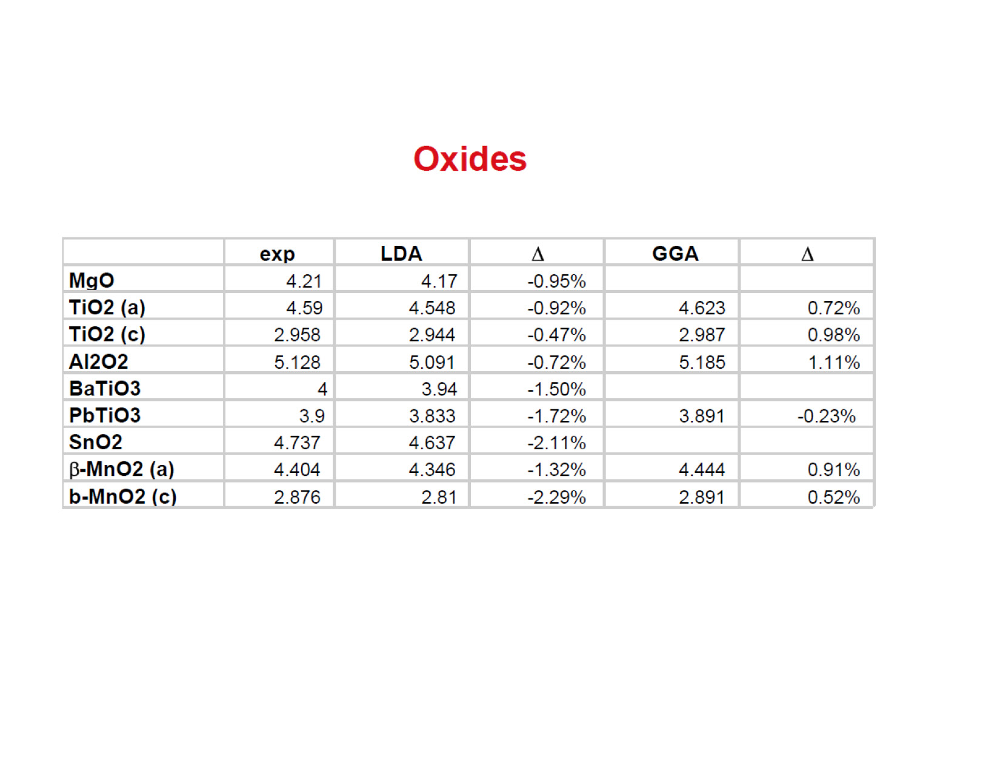 Oxides
exp LDA Δ GGA Δ
MgO 4.21 4.17 -0.95%
TiO2 (a) 4.59 4.548 -0.92% 4.623 0.72%
TiO2 (c) 2.958 2.944 -0.47% 2.987 0.98%
Al2O2 5.128 5.091 -0.72% 5.185 1.11%
BaTiO3 4 3.94 -1.50%
PbTiO3 3.9 3.833 -1.72% 3.891 -0.23%
SnO2 4.737 4.637 -2.11%
β-MnO2 (a) 4.404 4.346 -1.32% 4.444 0.91%
b-MnO2 (c) 2.876 2.81 -2.29% 2.891 0.52%